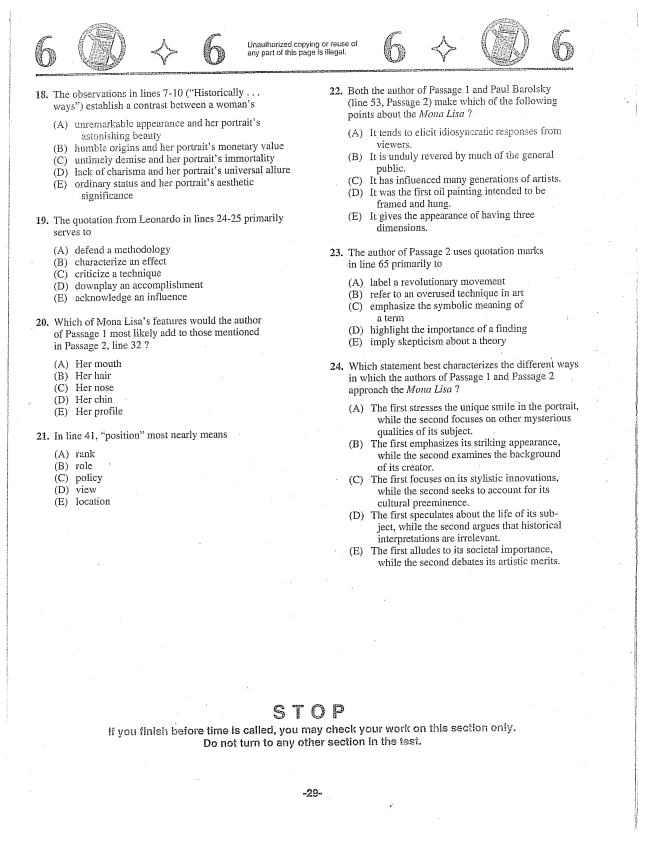 6 6 Unauthorized copying or reuse of
any part of this page is illegal. 6 6
18. The observations in lines 7-10 ("Historically . . .
ways") establish a contrast between a woman's
(A) unremarkable appearance and her portrait's
astonishing beauty
(B) humble origins and her portrait's monetary value
(C) untimely demise and her portrait's immortality
(D) lack of charisma and her portrait's universal allure
(E) ordinary status and her portrait's aesthetic
significance
19. The quotation from Leonardo in lines 24-25 primarily
serves to
(A) defend a methodology
(B) characterize an effect
(C) criticize a technique
(D) downplay an accomplishment
(E) acknowledge an influence
20. Which of Mona Lisa's features would the author
of Passage 1 most likely add to those mentioned
in Passage 2, line 32 ?
(A) Her mouth
(B) Her hair
(C) Her nose
(D) Her chin
(E) Her profile
21. In line 41, "position" most nearly means
(A) rank
(B) role
(C) policy
(D) view
(E) location
22. Both the author of Passage 1 and Paul Barolsky
(line 53, Passage 2) make which of the following
points about the Mona Lisa ?
(A) It tends to elicit idiosyncratic responses from
viewers.
(B) It is unduly revered by much of the general
public.
(C) It has influenced many generations of artists.
(D) It was the first oil painting intended to be
framed and hung.
(E) It gives the appearance of having three
dimensions.
23. The author of Passage 2 uses quotation marks
in line 65 primarily to
(A) label a revolutionary movement
(B) refer to an overused technique in art
(C) emphasize the symbolic meaning of
a term
(D) highlight the importance of a finding
(E) imply skepticism about a theory
24. Which statement best characterizes the different ways
in which the authors of Passage 1 and Passage 2
approach the Mona Lisa ?
(A) The first stresses the unique smile in the portrait,
while the second focuses on other mysterious
qualities of its subject.
(B) The first emphasizes its striking appearance,
while the second examines the background
of its creator.
(C) The first focuses on its stylistic innovations,
while the second seeks to account for its
cultural preeminence.
(D) The first speculates about the life of its sub-
ject, while the second argues that historical
interpretations are irrelevant.
(E) The first alludes to its societal importance,
while the second debates its artistic merits.
STOP
If you finish before time is called, you may check your work on this section only.
Do not turn to any other section in the test.
-29-